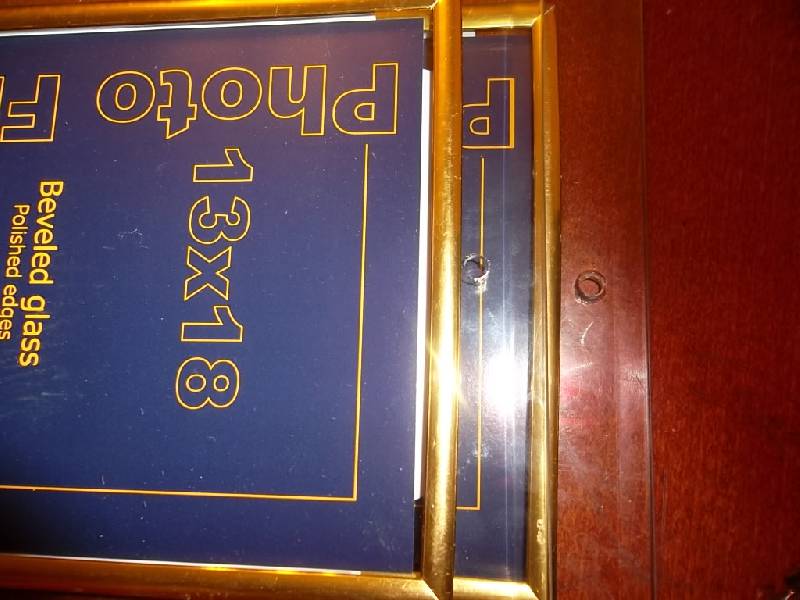 Photo F
13x18
Beveled glass
Polished edges
P